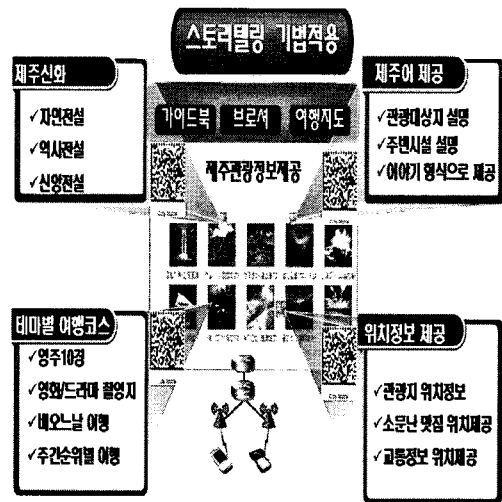 스토리텔링 기법적용
제주신화
✓자연전설
✓역사전설
✓신앙전설
가이드북 브로셔 여행지도
제주관광정보제공
제주어 제공
✓관광대상지 설명
✓주변시설 설명
✓이야기 형식으로 제공
테마별 여행코스
✓영주10경
✓영화/드라마 촬영지
✓비오는날 여행
✓주간순위별 여행
위치정보 제공
✓관광지 위치정보
✓소문난 맛집 위치제공
✓교통정보 위치제공